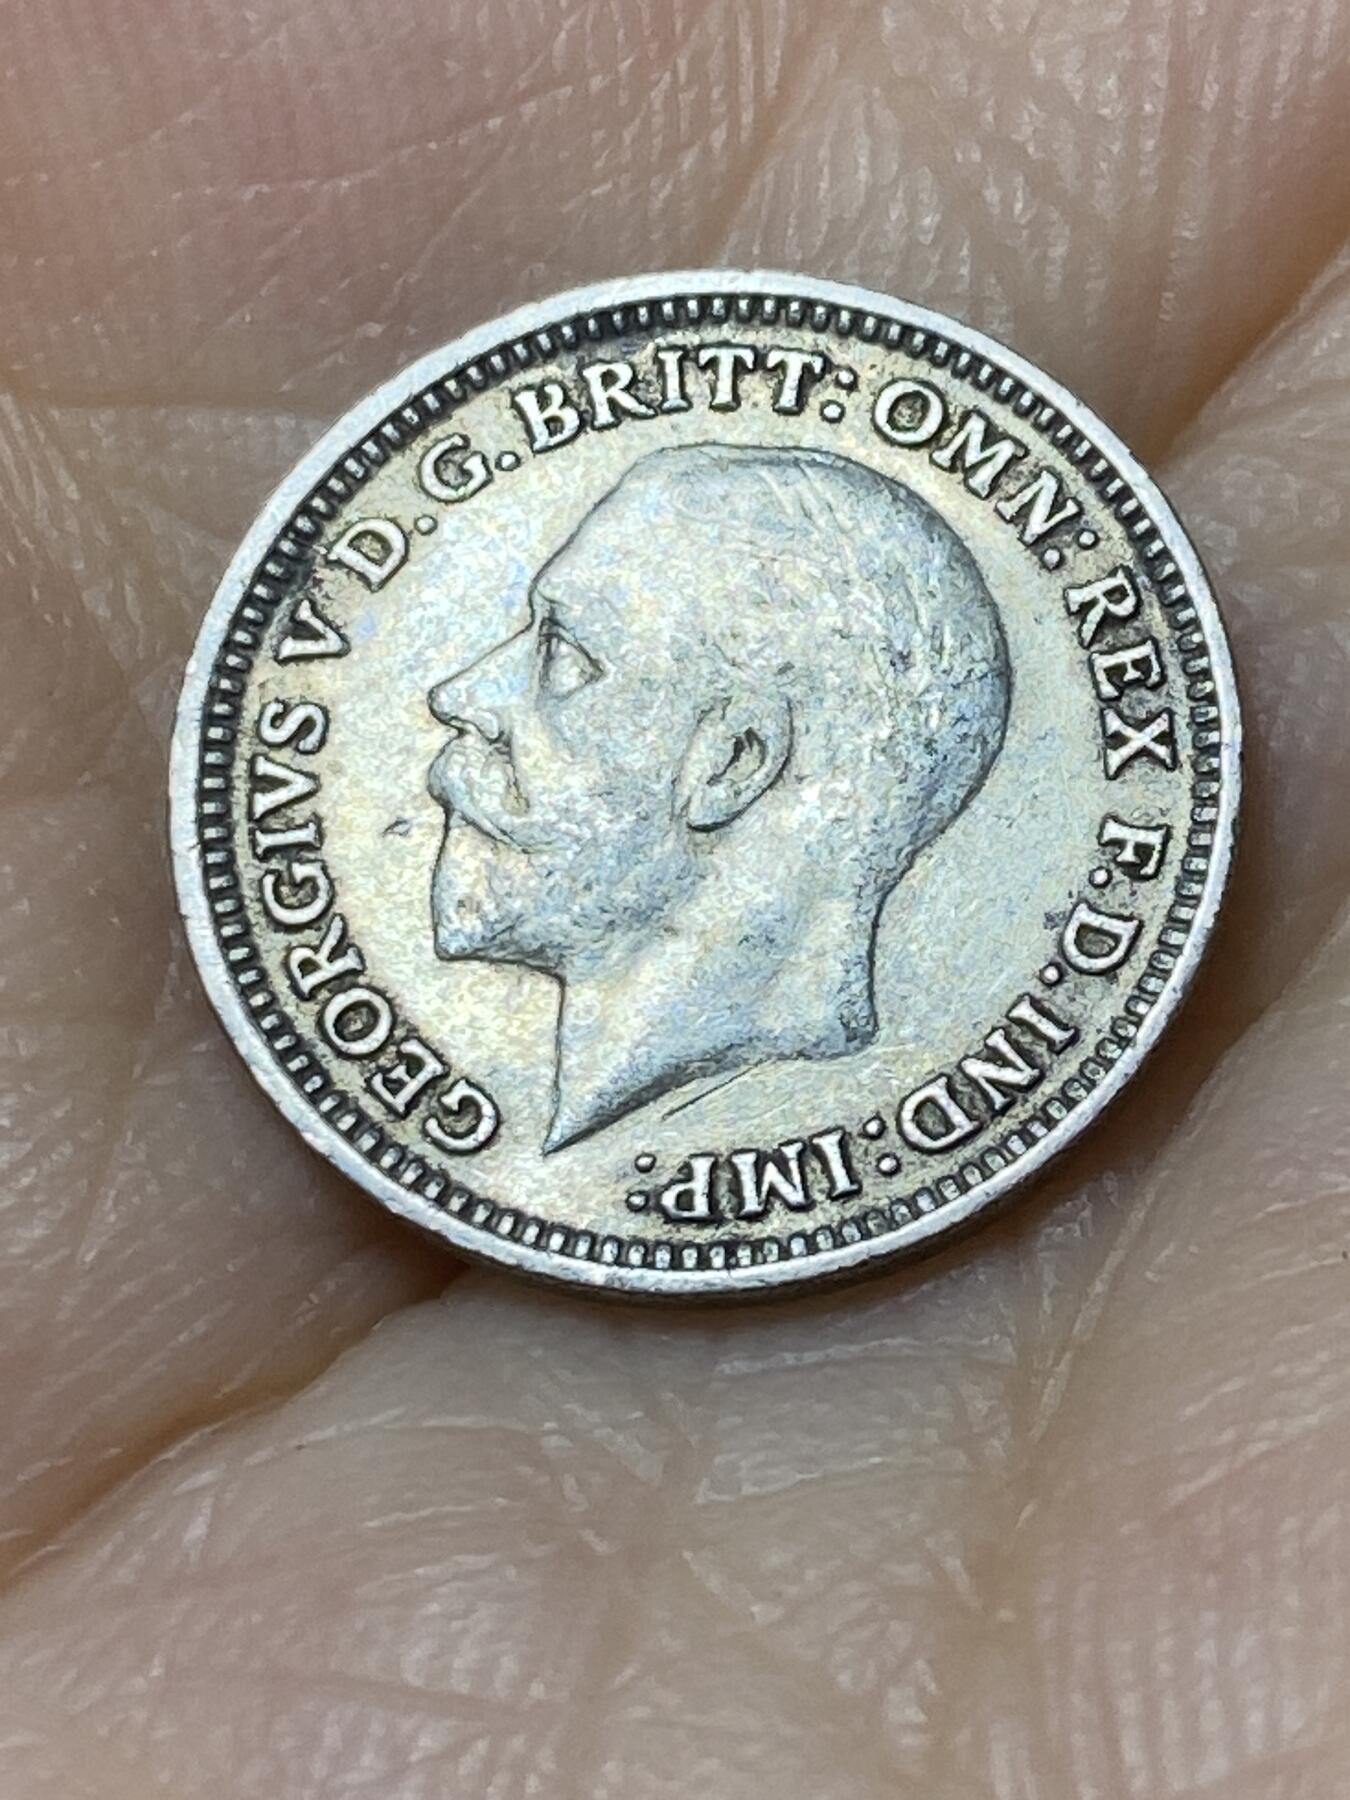 GEORGIVS V D.G.BRITT: OMN: REX F.D.IND:IMP: